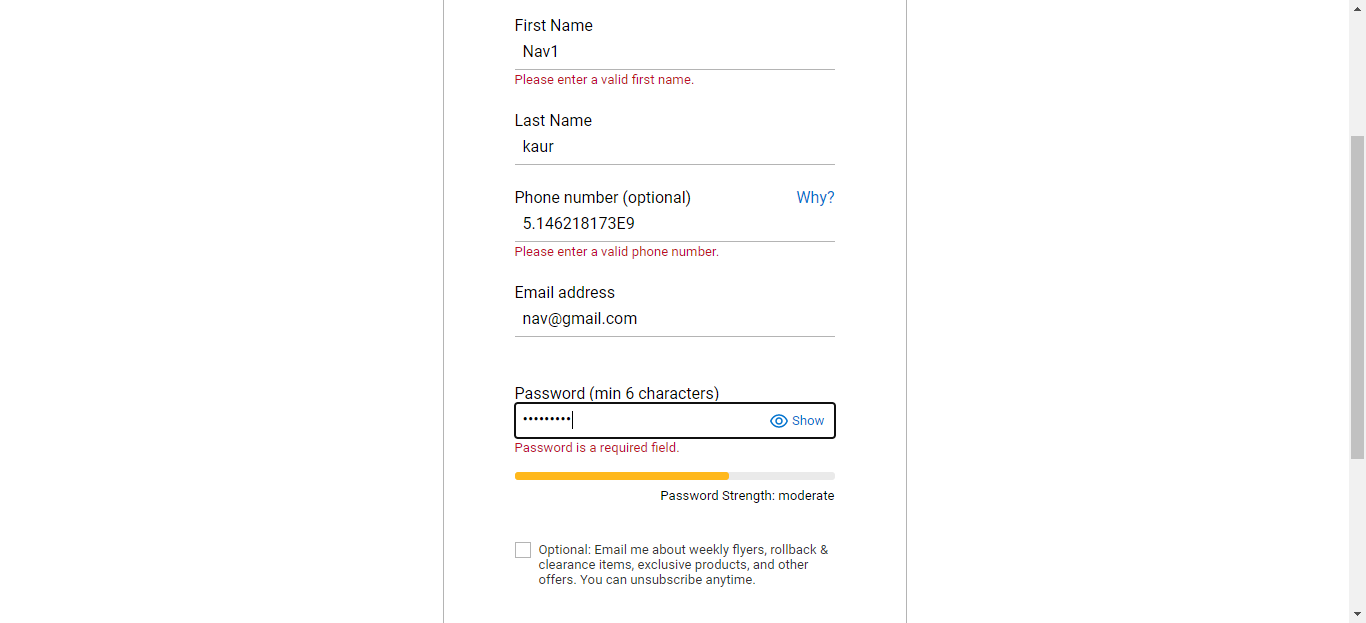 First Name
Nav1
Please enter a valid first name.
Last Name
kaur
Phone number (optional) Why?
5.146218173E9
Please enter a valid phone number.
Email address
nav@gmail.com
Password (min 6 characters)
••••••••• Show
Password is a required field.
Password Strength: moderate
Optional: Email me about weekly flyers, rollback &
clearance items, exclusive products, and other
offers. You can unsubscribe anytime.